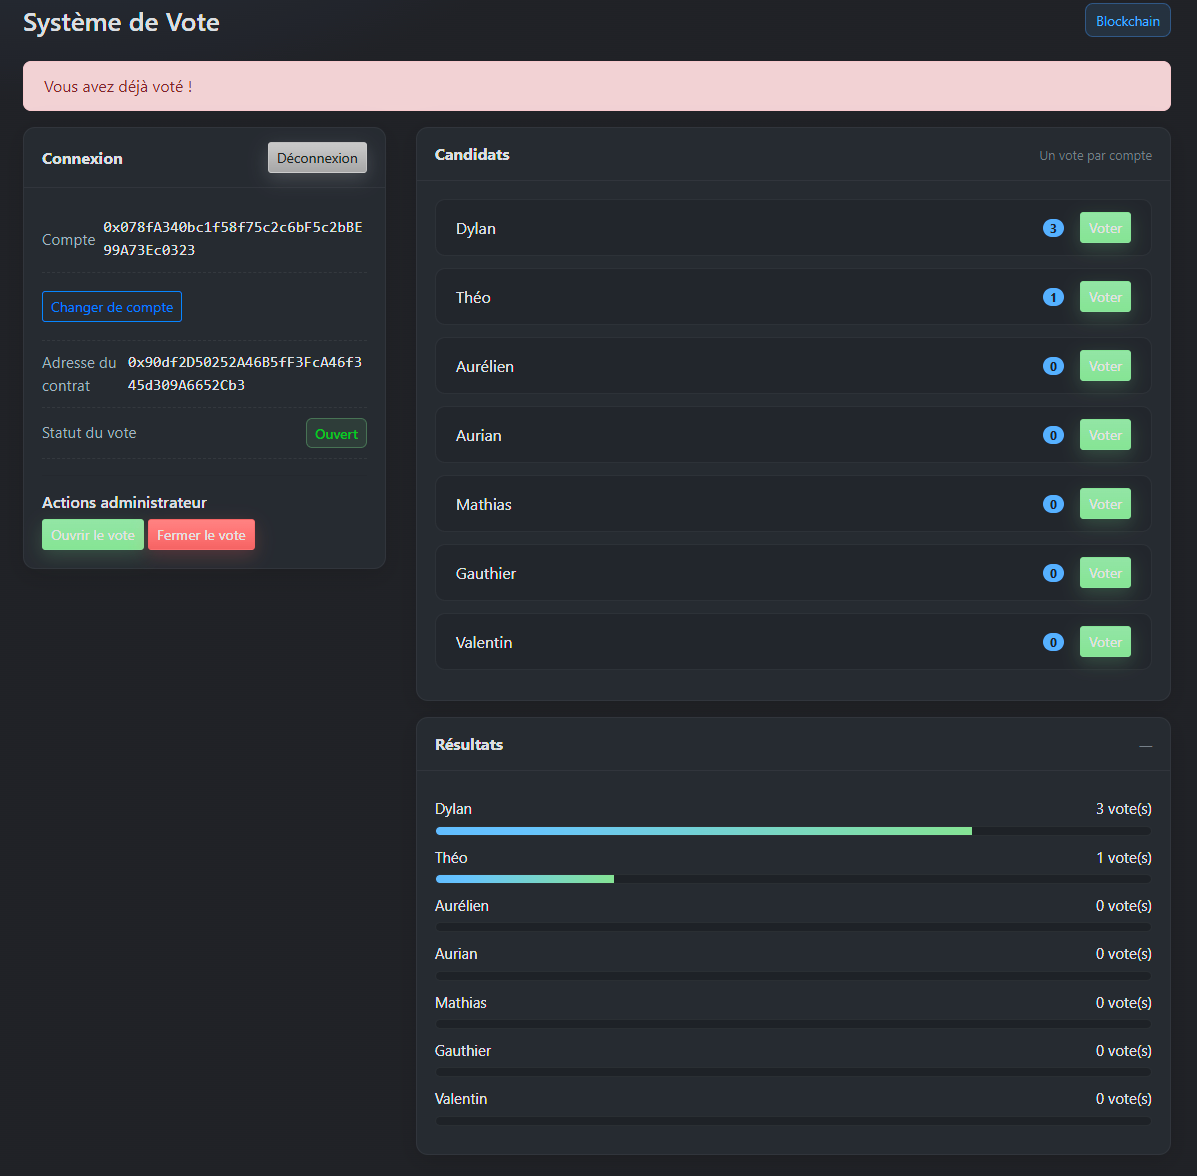 Système de Vote
Blockchain
Vous avez déjà voté !
Connexion
Déconnexion
Compte
0x078fA340bc1f58f75c2c6bF5c2bBE
99A73Ec0323
Changer de compte
Adresse du
contrat
0x90df2D50252A46B5fF3FcA46f3
45d309A6652Cb3
Statut du vote
Ouvert
Actions administrateur
Ouvrir le vote
Fermer le vote
Candidats
Un vote par compte
Dylan 3 Voter
Théo 1 Voter
Aurélien 0 Voter
Aurian 0 Voter
Mathias 0 Voter
Gauthier 0 Voter
Valentin 0 Voter
Résultats —
Dylan 3 vote(s)
Théo 1 vote(s)
Aurélien 0 vote(s)
Aurian 0 vote(s)
Mathias 0 vote(s)
Gauthier 0 vote(s)
Valentin 0 vote(s)